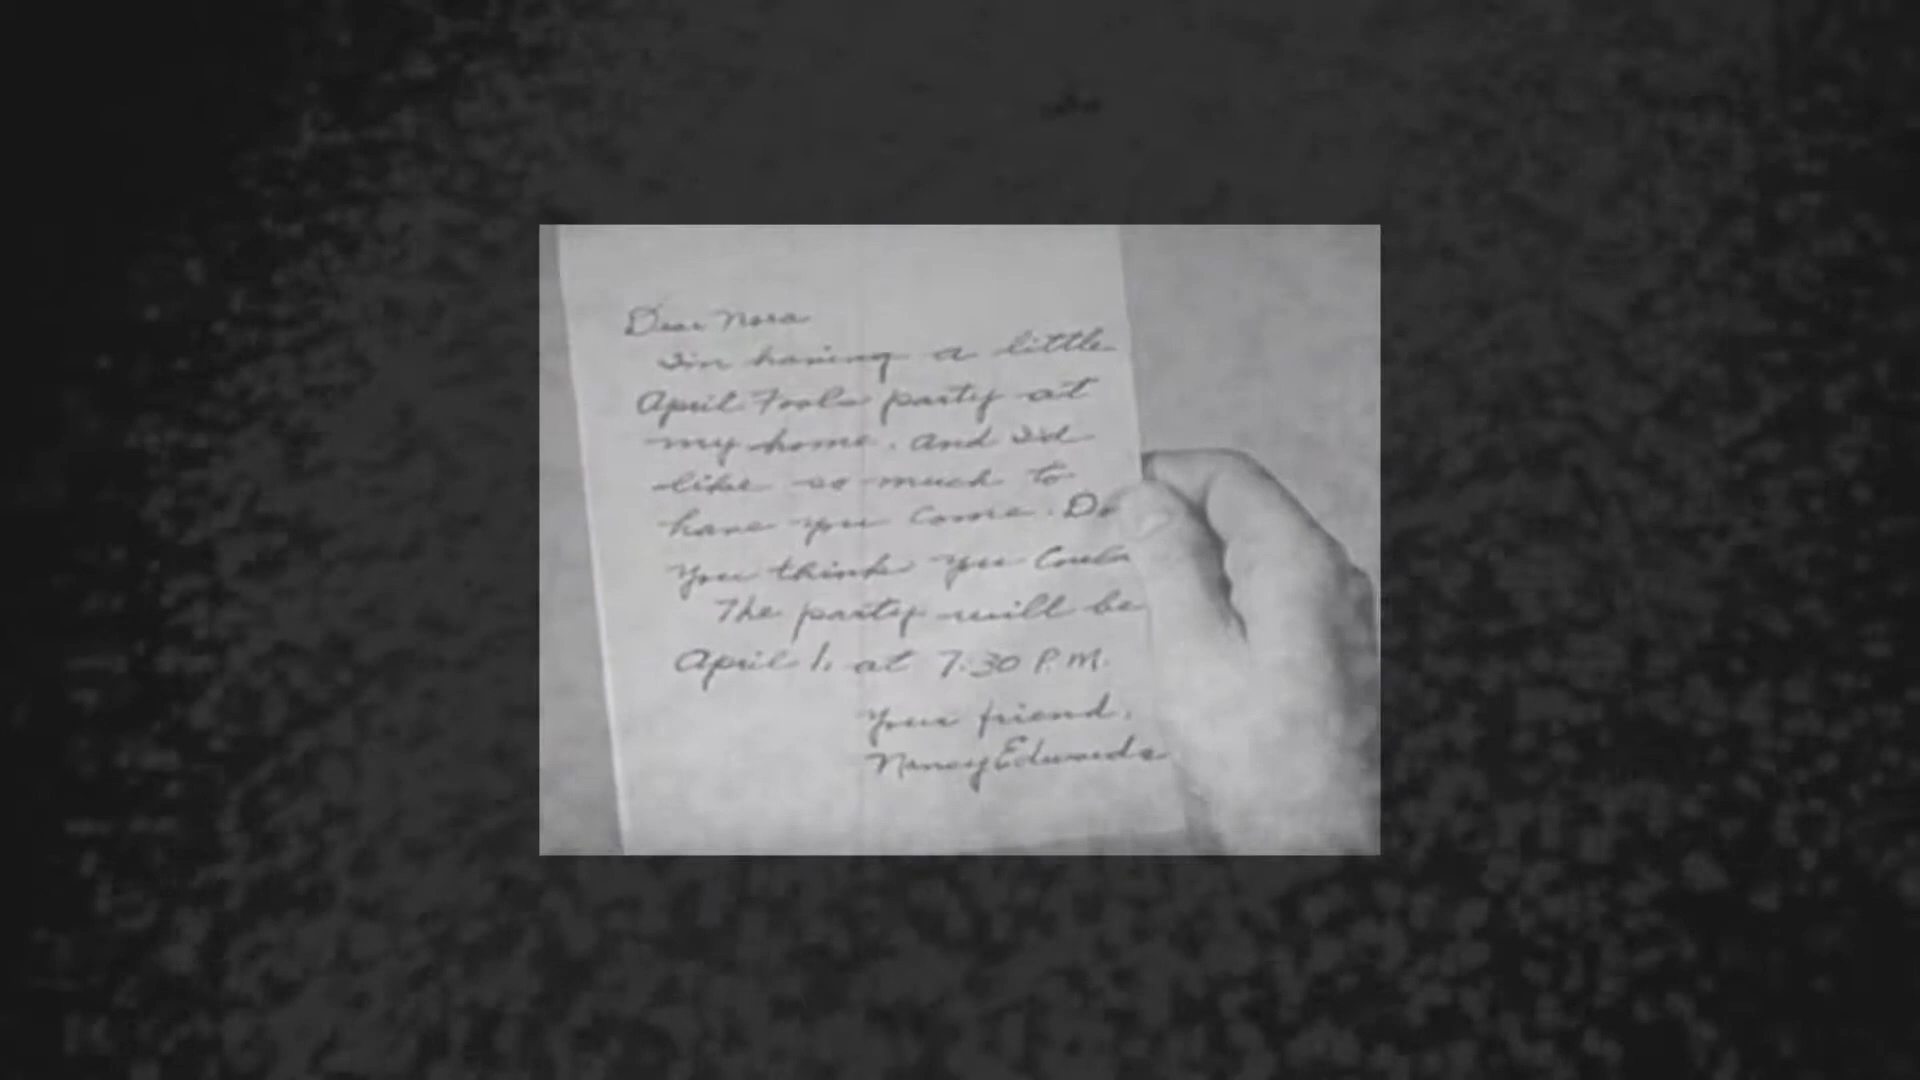 Dear Nora
I'm having a little
April Fools party at
my home. And I'd
like so much to
have you come. Do
you think you could
The party will be
April 1, at 7:30 P.M.
Your friend,
Nancy Edwards